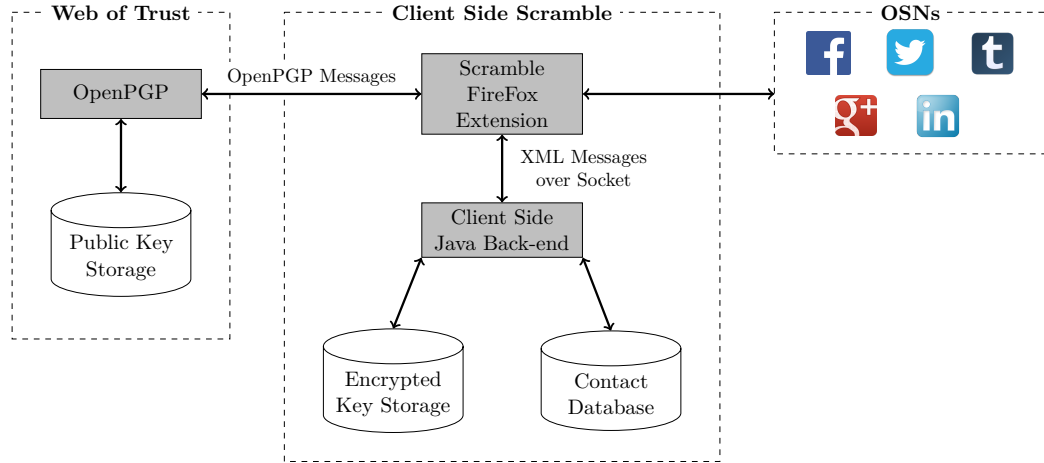 Web of Trust
OpenPGP
Public Key
Storage
OpenPGP Messages
Client Side Scramble
Scramble
FireFox
Extension
XML Messages
over Socket
Client Side
Java Back-end
Encrypted
Key Storage
Contact
Database
OSNs
f
t
g+
in